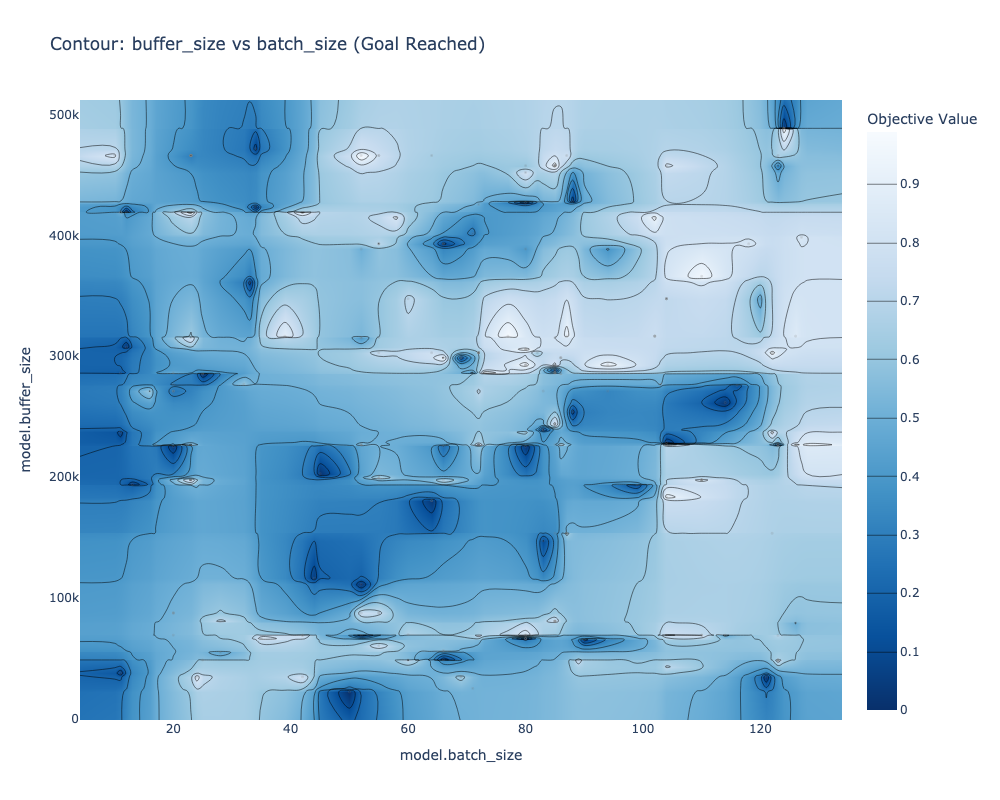 Contour: buffer_size vs batch_size (Goal Reached)
Objective Value
500k
400k
300k
200k
100k
0
model.buffer_size
20
40
60
80
100
120
model.batch_size
0.9
0.8
0.7
0.6
0.5
0.4
0.3
0.2
0.1
0